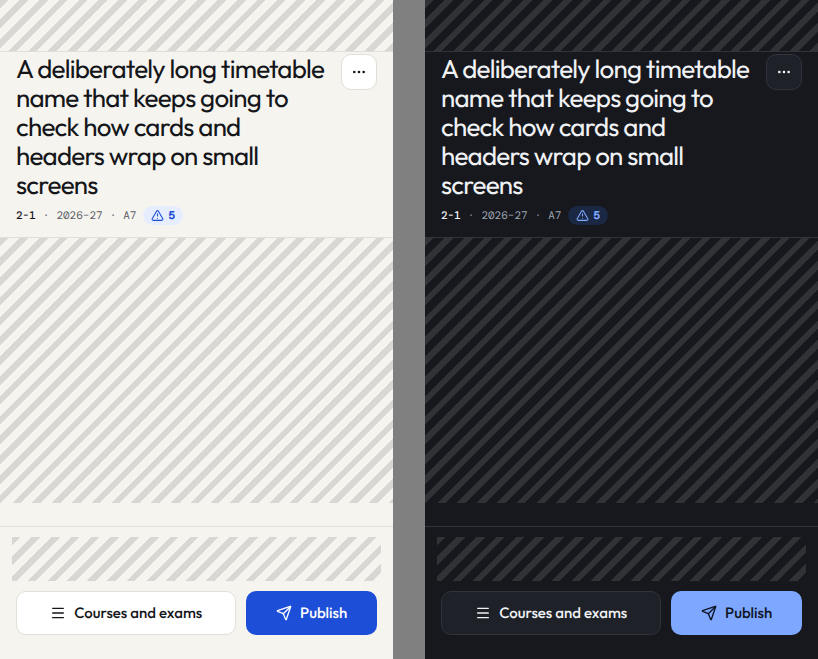 A deliberately long timetable
name that keeps going to
check how cards and
headers wrap on small
screens
2-1 · 2026-27 · A7 5
Courses and exams Publish
A deliberately long timetable
name that keeps going to
check how cards and
headers wrap on small
screens
2-1 · 2026-27 · A7 5
Courses and exams Publish